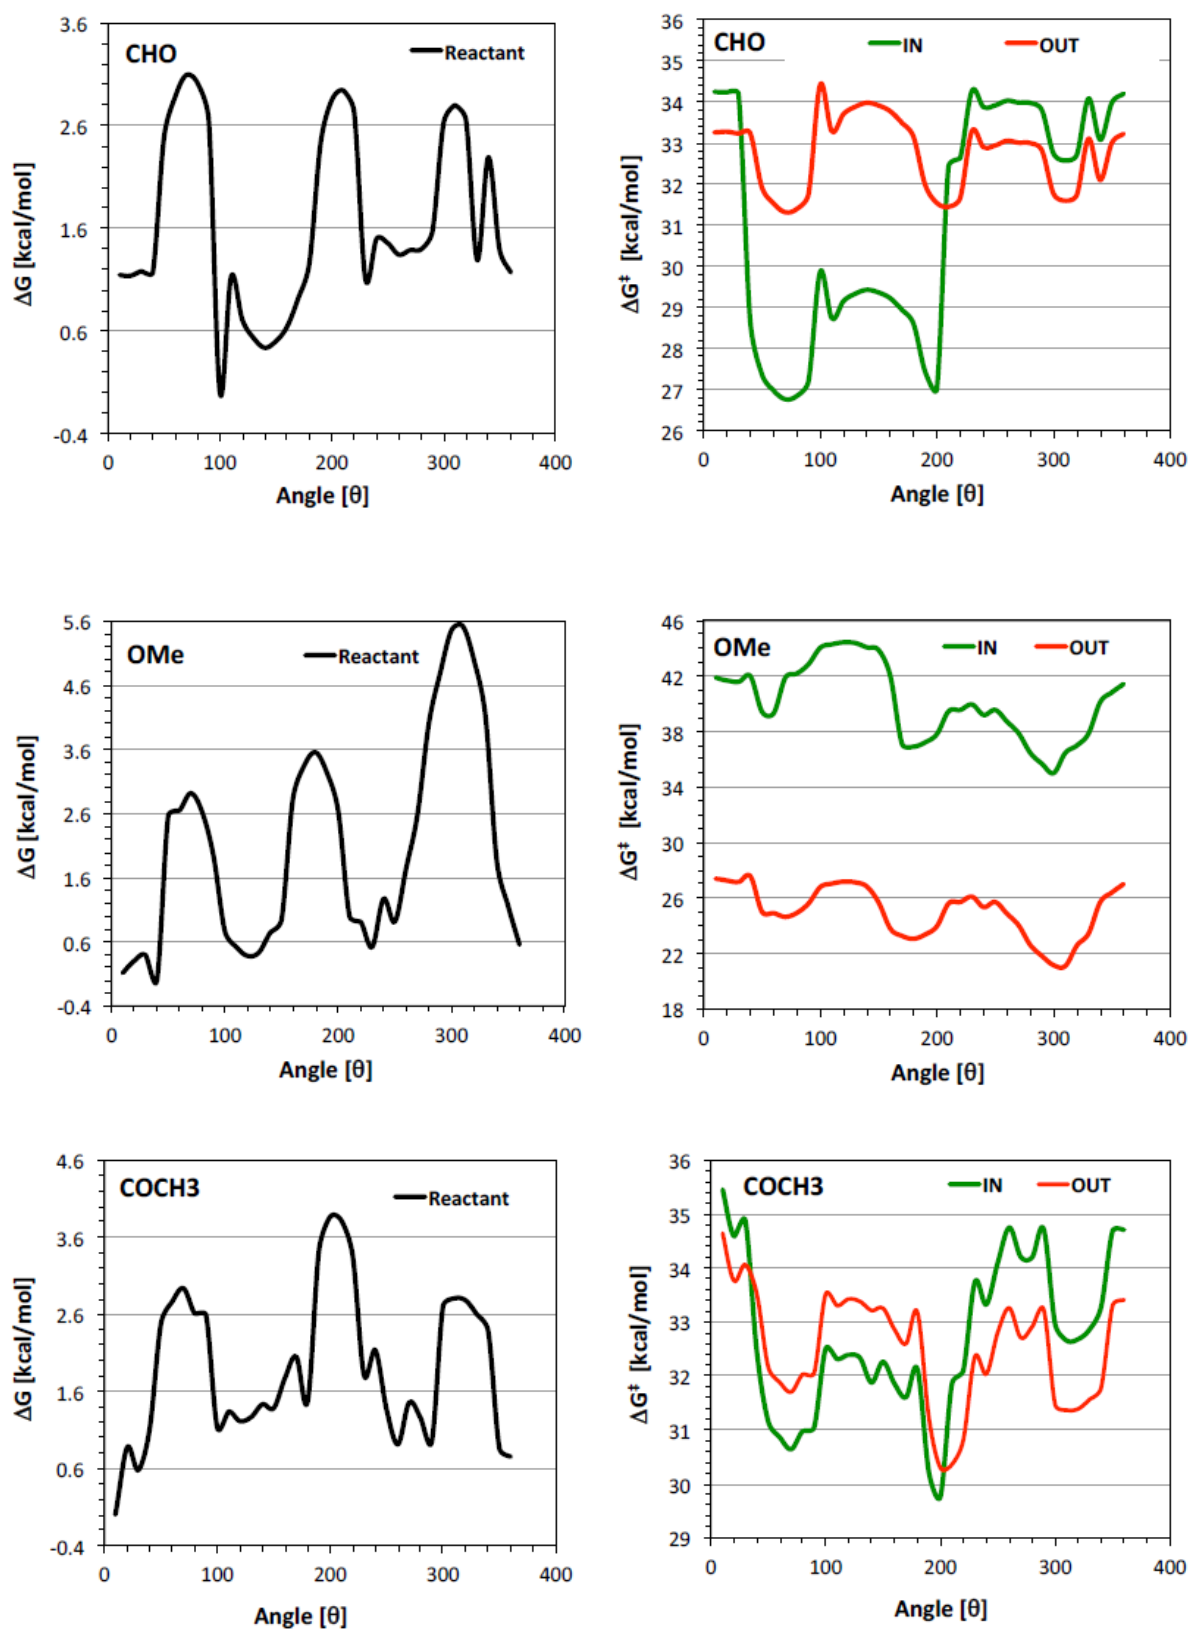 CHO
Reactant
3.6
2.6
1.6
0.6
-0.4
ΔG [kcal/mol]
0 100 200 300 400
Angle [θ]
CHO
IN OUT
36
35
34
33
32
31
30
29
28
27
26
ΔG‡ [kcal/mol]
0 100 200 300 400
Angle [θ]
OMe
Reactant
5.6
4.6
3.6
2.6
1.6
0.6
-0.4
ΔG [kcal/mol]
0 100 200 300 400
Angle [θ]
OMe
IN OUT
46
42
38
34
30
26
22
18
ΔG‡ [kcal/mol]
0 100 200 300 400
Angle [θ]
COCH3
Reactant
4.6
3.6
2.6
1.6
0.6
-0.4
ΔG [kcal/mol]
0 100 200 300 400
Angle [θ]
COCH3
IN OUT
36
35
34
33
32
31
30
29
ΔG‡ [kcal/mol]
0 100 200 300 400
Angle [θ]